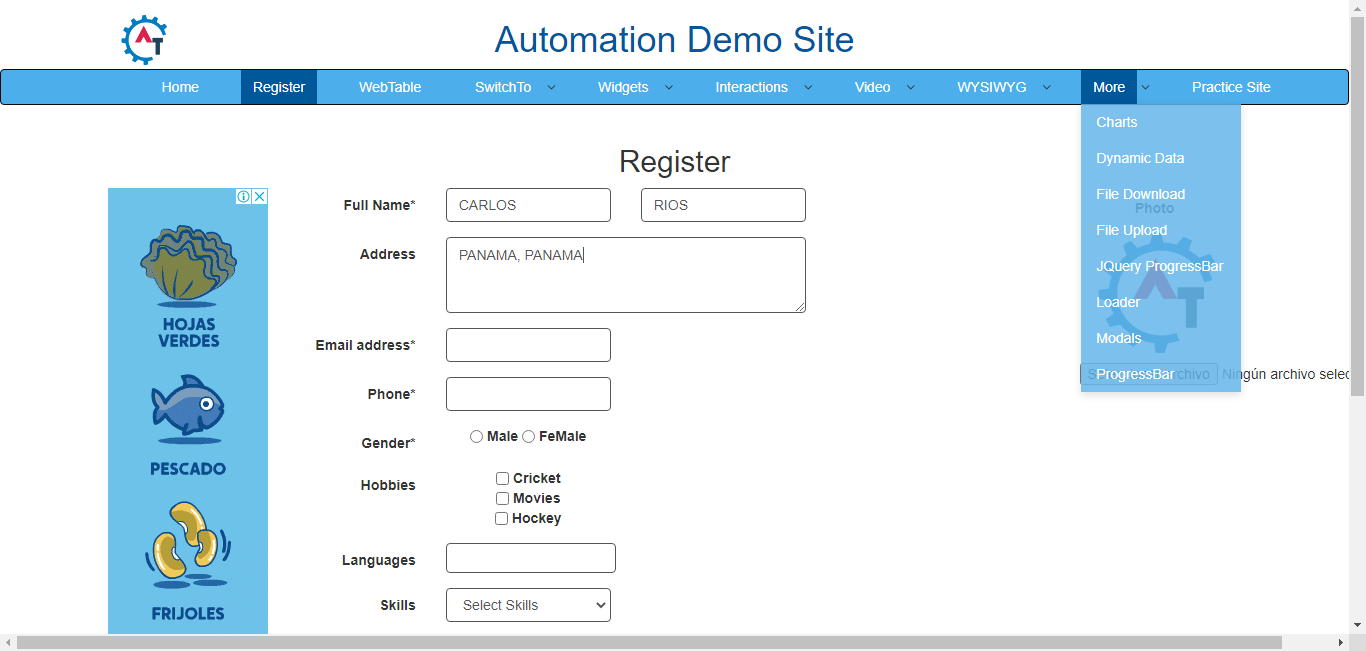 AT
Automation Demo Site
Home Register WebTable SwitchTo Widgets Interactions Video WYSIWYG More Practice Site
Charts
Dynamic Data
File Download
Photo
File Upload
JQuery ProgressBar
Loader
Modals
ProgressBar
Ningún archivo selec
Register
Full Name* CARLOS RIOS
Address PANAMA, PANAMA
Email address*
Phone*
Gender* Male FeMale
Hobbies Cricket
Movies
Hockey
Languages
Skills Select Skills
HOJAS
VERDES
PESCADO
FRIJOLES